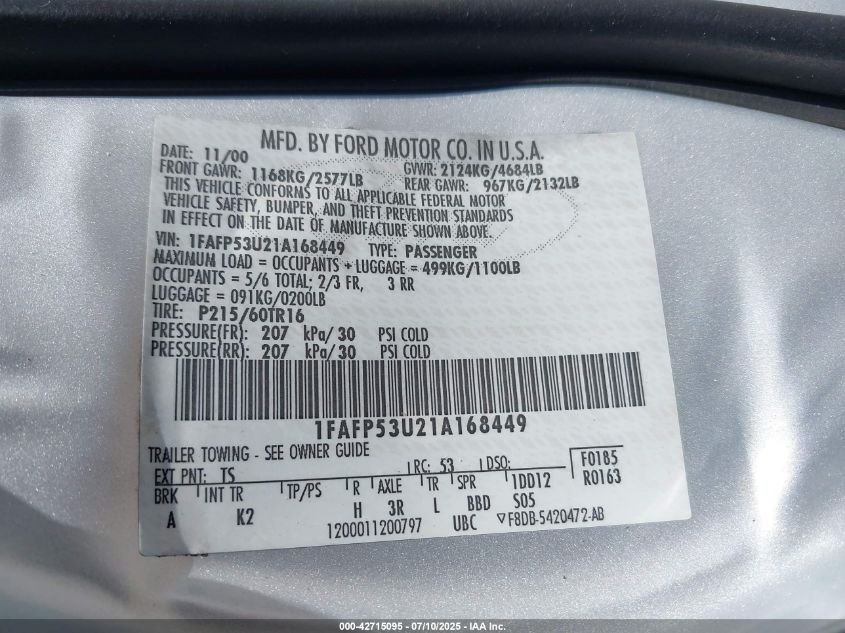 MFD. BY FORD MOTOR CO. IN U.S.A.
DATE: 11/00 GVWR: 2124KG/4684LB
FRONT GAWR: 1168KG/2577LB REAR GAWR: 967KG/2132LB
THIS VEHICLE CONFORMS TO ALL APPLICABLE FEDERAL MOTOR
VEHICLE SAFETY, BUMPER, AND THEFT PREVENTION STANDARDS
IN EFFECT ON THE DATE OF MANUFACTURE SHOWN ABOVE.
VIN: 1FAFP53U21A168449 TYPE: PASSENGER
MAXIMUM LOAD = OCCUPANTS + LUGGAGE = 499KG/1100LB
OCCUPANTS = 5/6 TOTAL; 2/3 FR, 3 RR
LUGGAGE = 091KG/0200LB
TIRE: P215/60TR16
PRESSURE(FR): 207 kPa/30 PSI COLD
PRESSURE(RR): 207 kPa/30 PSI COLD
1FAFP53U21A168449
TRAILER TOWING - SEE OWNER GUIDE
EXT PNT: TS RC: 53 DSO: F0185
BRK INT TR TP/PS R AXLE TR SPR 1DD12 R0163
A K2 H 3R L BBD S05
1200011200797 UBC ▽F8DB-5420472-AB
000-42715095 - 07/10/2025 - IAA Inc.